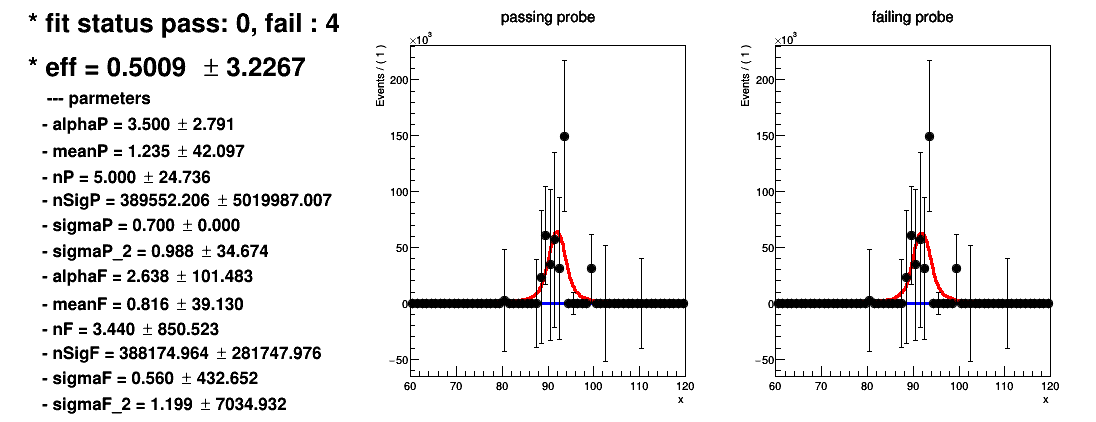 * fit status pass: 0, fail : 4
* eff = 0.5009 ± 3.2267
--- parmeters
- alphaP = 3.500 ± 2.791
- meanP = 1.235 ± 42.097
- nP = 5.000 ± 24.736
- nSigP = 389552.206 ± 5019987.007
- sigmaP = 0.700 ± 0.000
- sigmaP_2 = 0.988 ± 34.674
- alphaF = 2.638 ± 101.483
- meanF = 0.816 ± 39.130
- nF = 3.440 ± 850.523
- nSigF = 388174.964 ± 281747.976
- sigmaF = 0.560 ± 432.652
- sigmaF_2 = 1.199 ± 7034.932
passing probe
×10³
Events / ( 1 )
200
150
100
50
0
−50
60 70 80 90 100 110 120
x
failing probe
×10³
Events / ( 1 )
200
150
100
50
0
−50
60 70 80 90 100 110 120
x